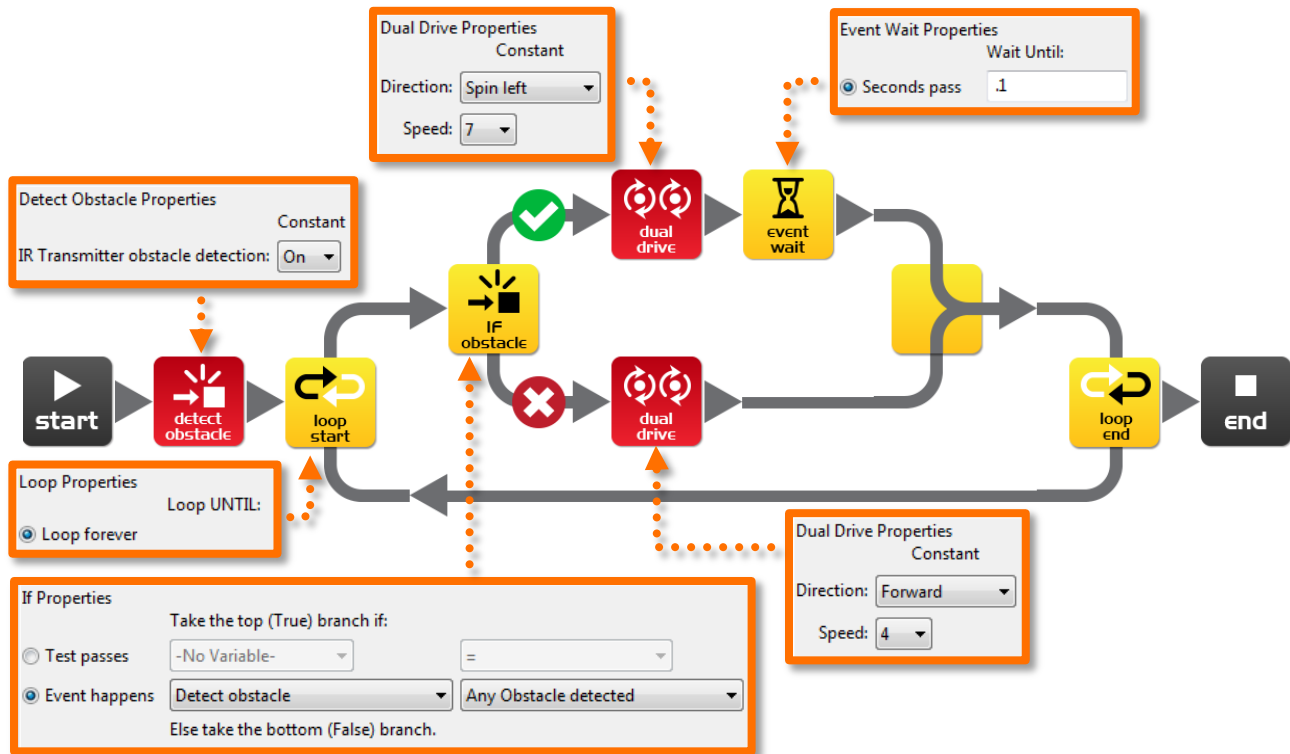 Dual Drive Properties
Constant
Direction: Spin left
Speed: 7
Event Wait Properties
Wait Until:
Seconds pass .1
Detect Obstacle Properties
Constant
IR Transmitter obstacle detection: On
dual
drive
event
wait
IF
obstacle
start
detect
obstacle
loop
start
dual
drive
loop
end
end
Loop Properties
Loop UNTIL:
Loop forever
Dual Drive Properties
Constant
Direction: Forward
Speed: 4
If Properties
Take the top (True) branch if:
Test passes -No Variable- =
Event happens Detect obstacle Any Obstacle detected
Else take the bottom (False) branch.